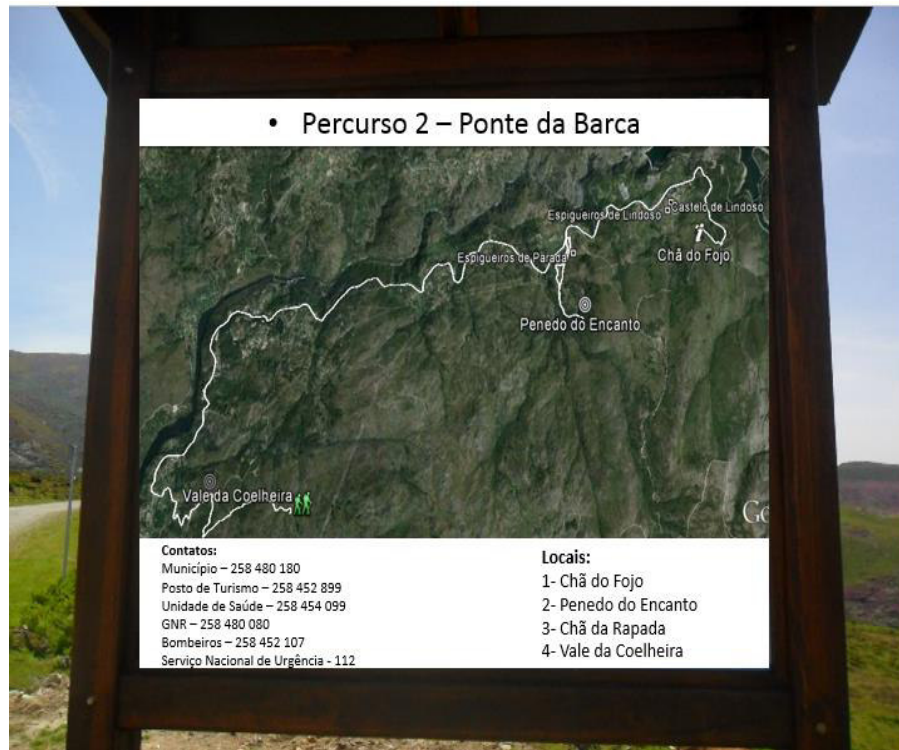 • Percurso 2 – Ponte da Barca
Espigueiros de Lindoso
Castelo de Lindoso
Chã do Fojo
Espigueiros de Parada
Penedo do Encanto
Vale da Coelheira
Go
Contatos:
Município – 258 480 180
Posto de Turismo – 258 452 899
Unidade de Saúde – 258 454 099
GNR – 258 480 080
Bombeiros – 258 452 107
Serviço Nacional de Urgência - 112
Locais:
1- Chã do Fojo
2- Penedo do Encanto
3- Chã da Rapada
4- Vale da Coelheira